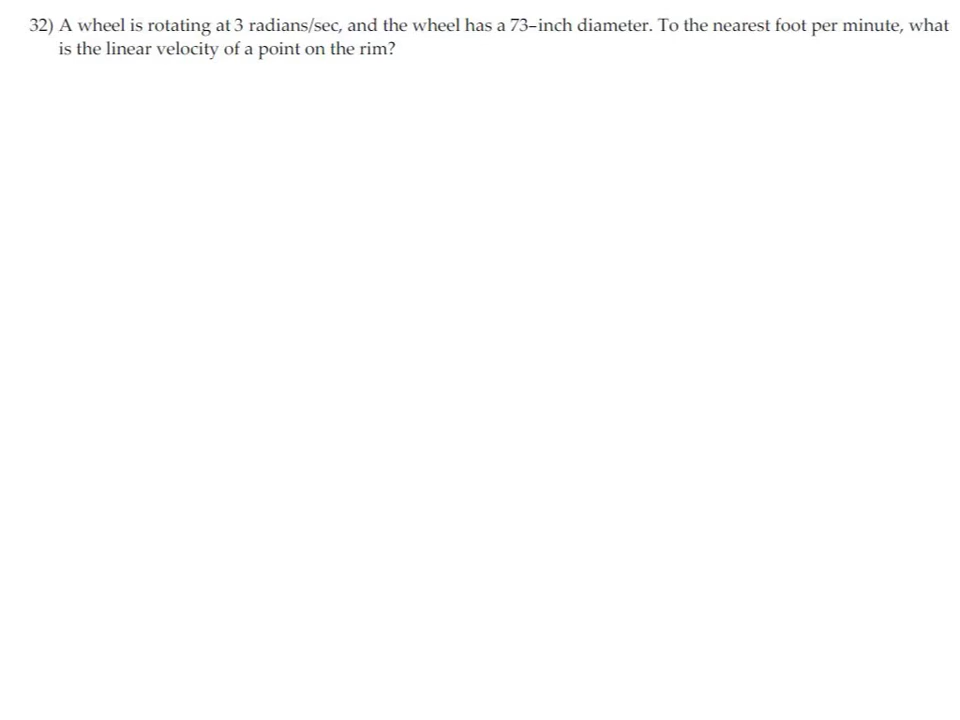 32) A wheel is rotating at 3 radians/sec, and the wheel has a 73-inch diameter. To the nearest foot per minute, what
is the linear velocity of a point on the rim?